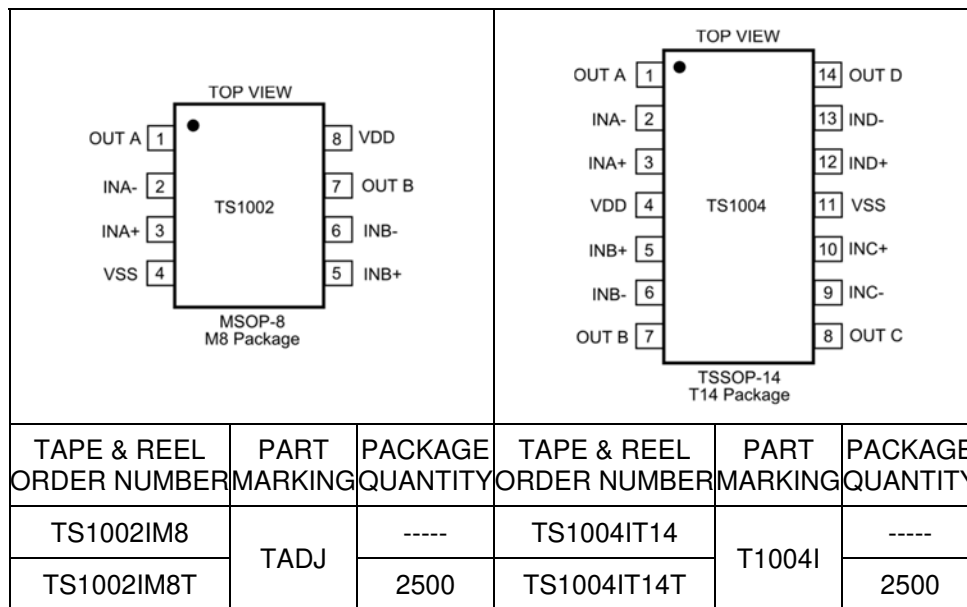 TOP VIEW
OUT A 1
INA- 2
INA+ 3
VSS 4
TS1002
8 VDD
7 OUT B
6 INB-
5 INB+
MSOP-8
M8 Package
TOP VIEW
OUT A 1
INA- 2
INA+ 3
VDD 4
INB+ 5
INB- 6
OUT B 7
TS1004
14 OUT D
13 IND-
12 IND+
11 VSS
10 INC+
9 INC-
8 OUT C
TSSOP-14
T14 Package
TAPE & REEL PART PACKAGE TAPE & REEL PART PACKAGE
ORDER NUMBER MARKING QUANTITY ORDER NUMBER MARKING QUANTITY
TS1002IM8 TADJ ----- TS1004IT14 T1004I -----
TS1002IM8T 2500 TS1004IT14T 2500